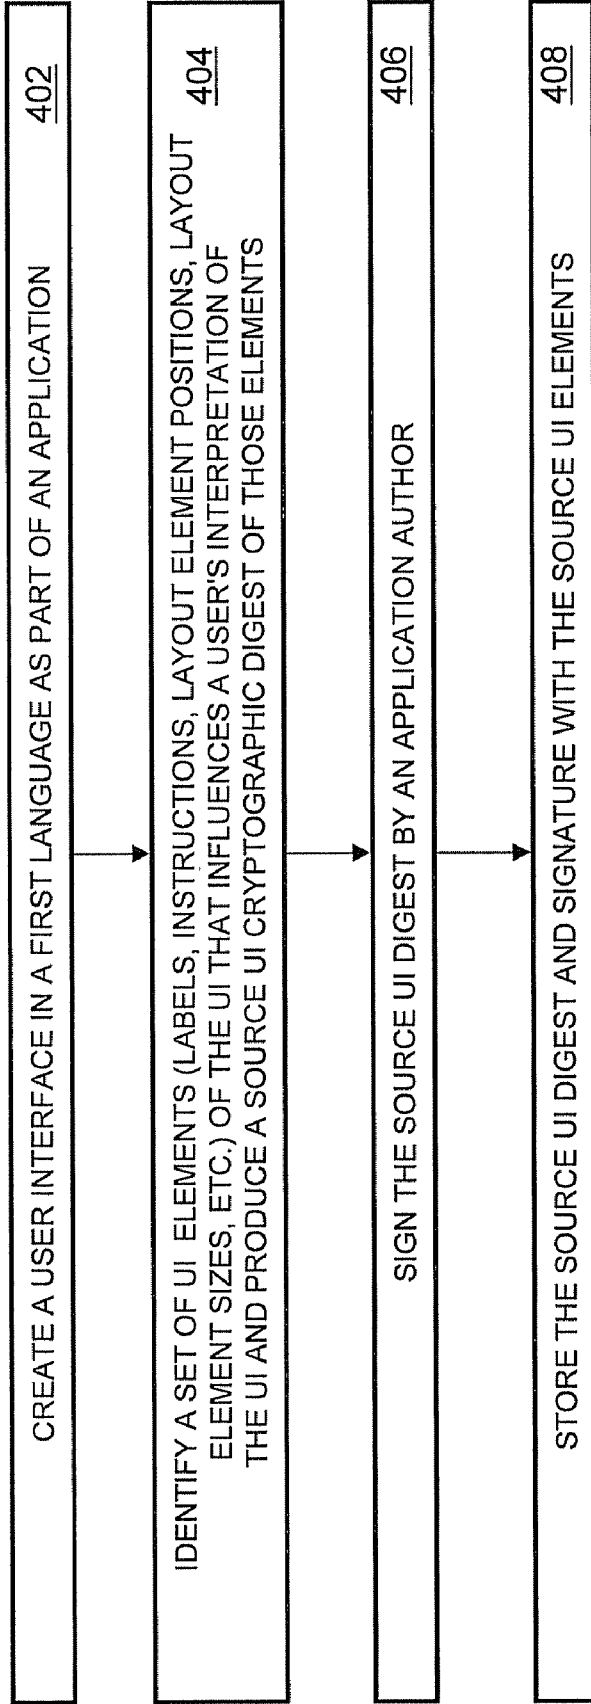 CREATE A USER INTERFACE IN A FIRST LANGUAGE AS PART OF AN APPLICATION 402
IDENTIFY A SET OF UI ELEMENTS (LABELS, INSTRUCTIONS, LAYOUT ELEMENT POSITIONS, LAYOUT 404
ELEMENT SIZES, ETC.) OF THE UI THAT INFLUENCES A USER'S INTERPRETATION OF
THE UI AND PRODUCE A SOURCE UI CRYPTOGRAPHIC DIGEST OF THOSE ELEMENTS
SIGN THE SOURCE UI DIGEST BY AN APPLICATION AUTHOR 406
STORE THE SOURCE UI DIGEST AND SIGNATURE WITH THE SOURCE UI ELEMENTS 408